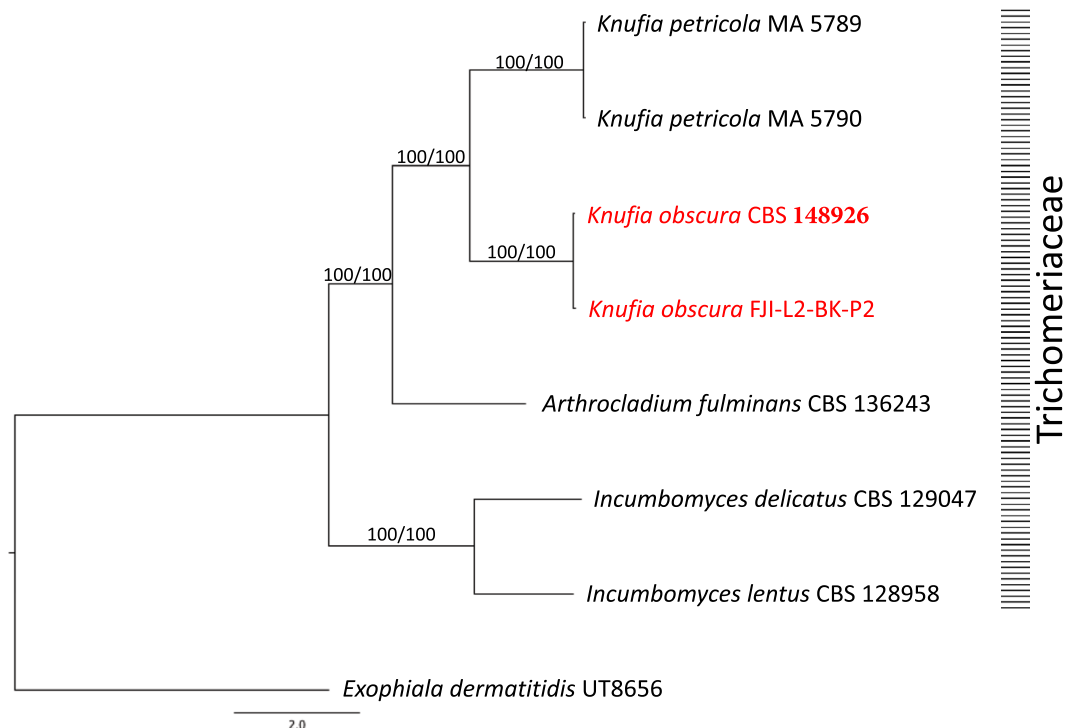 Knufia petricola MA 5789
100/100
Knufia petricola MA 5790
100/100
Knufia obscura CBS 148926
100/100
100/100
Knufia obscura FJI-L2-BK-P2
Arthrocladium fulminans CBS 136243
Incumbomyces delicatus CBS 129047
100/100
Incumbomyces lentus CBS 128958
Exophiala dermatitidis UT8656
2.0
Trichomeriaceae